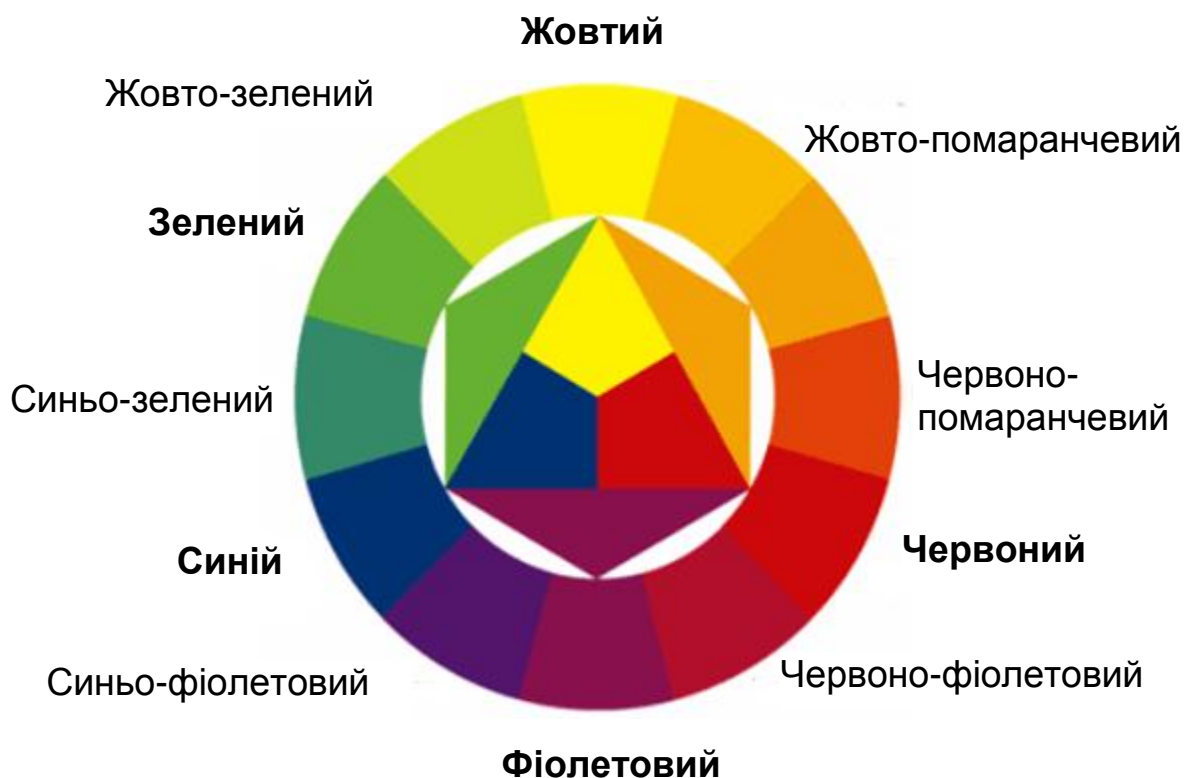 Жовтий
Жовто-зелений
Жовто-помаранчевий
Зелений
Синьо-зелений
Червоно-
помаранчевий
Синій
Червоний
Синьо-фіолетовий
Червоно-фіолетовий
Фіолетовий